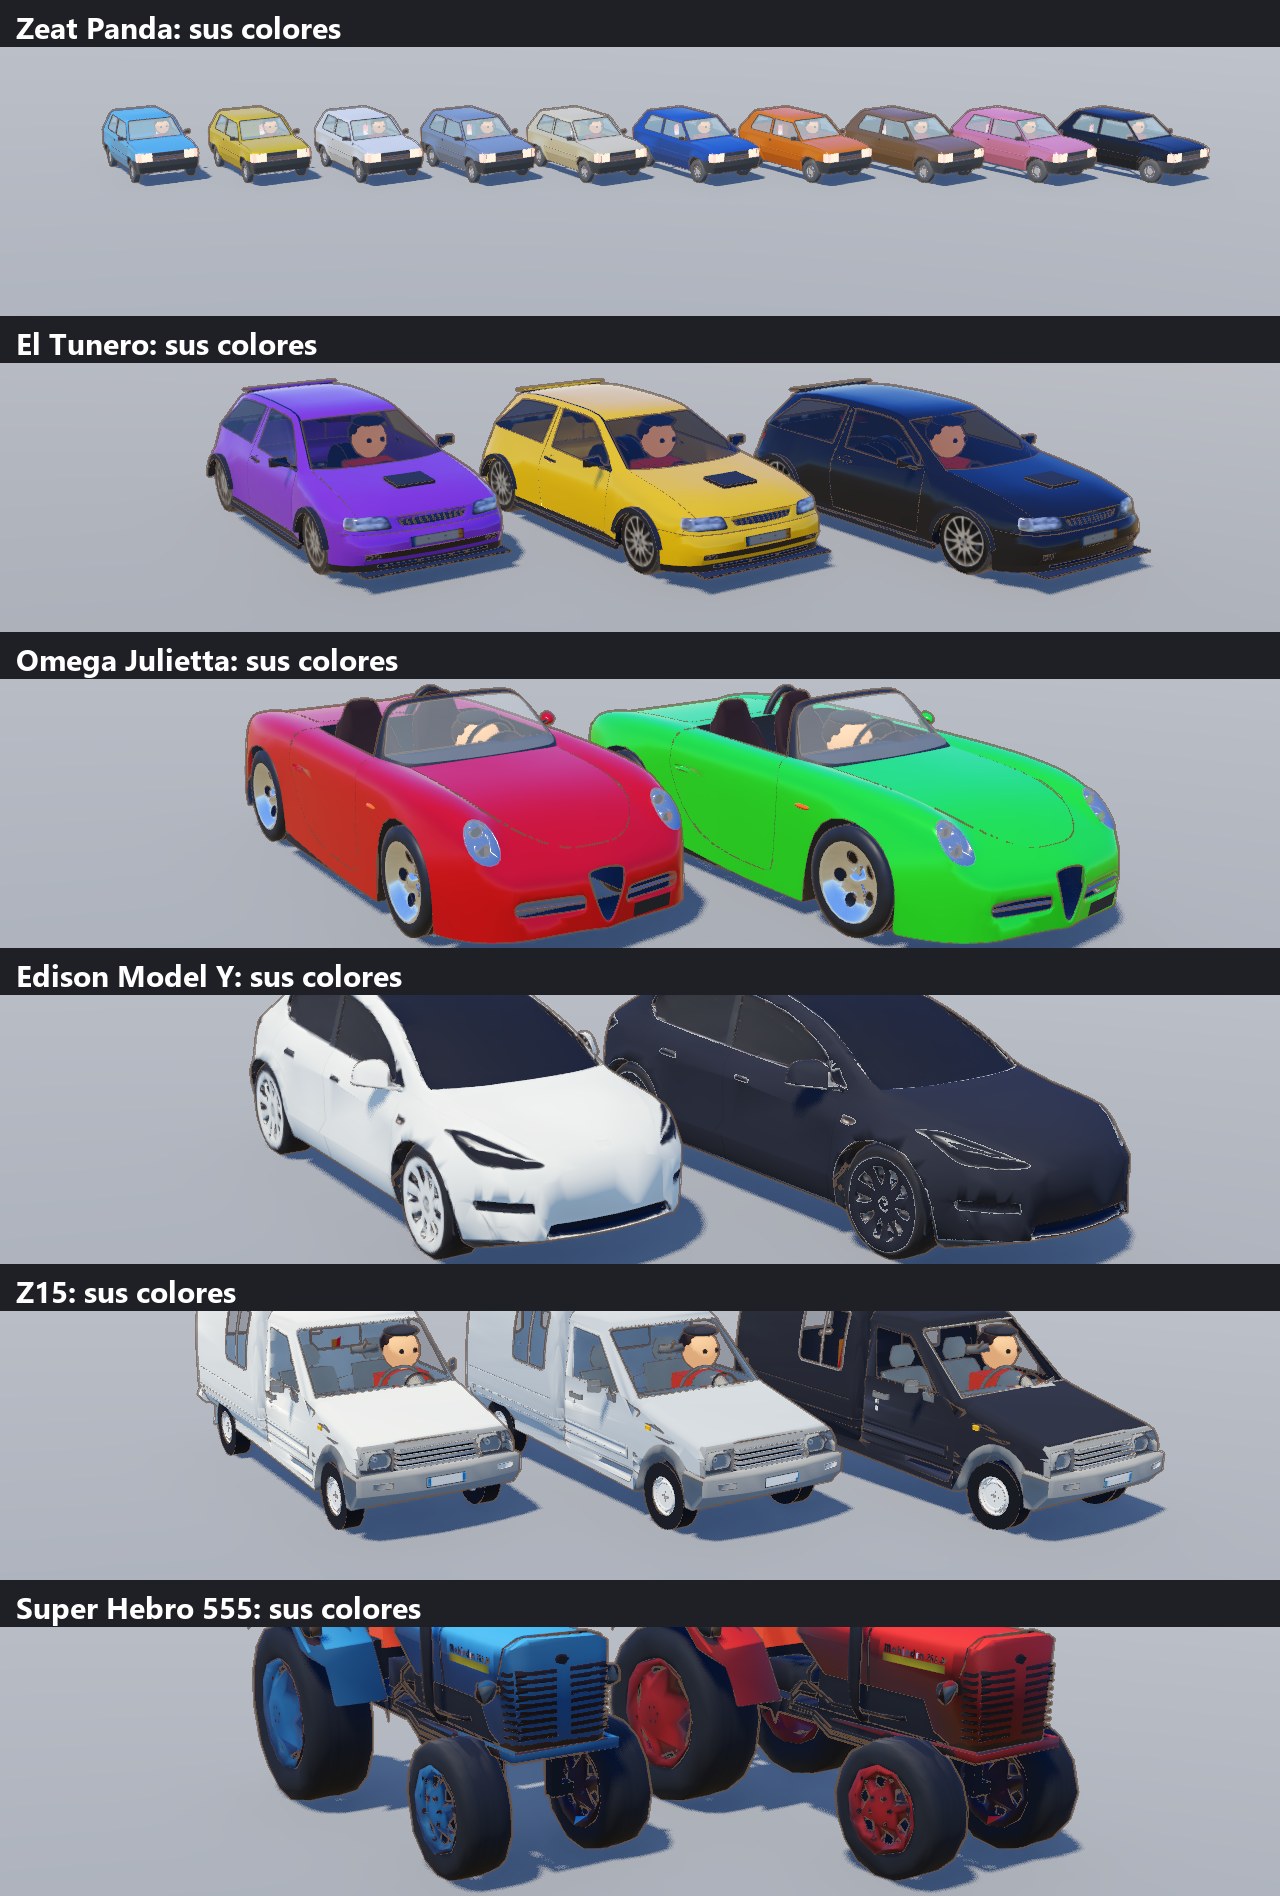 Zeat Panda: sus colores
El Tunero: sus colores
Omega Julietta: sus colores
Edison Model Y: sus colores
Z15: sus colores
Super Hebro 555: sus colores